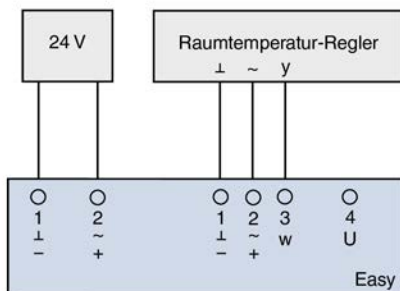 24 V
Raumtemperatur-Regler
⊥ ~ y
1 2 1 2 3 4
⊥ ~ ⊥ ~ w U
− + − +
Easy